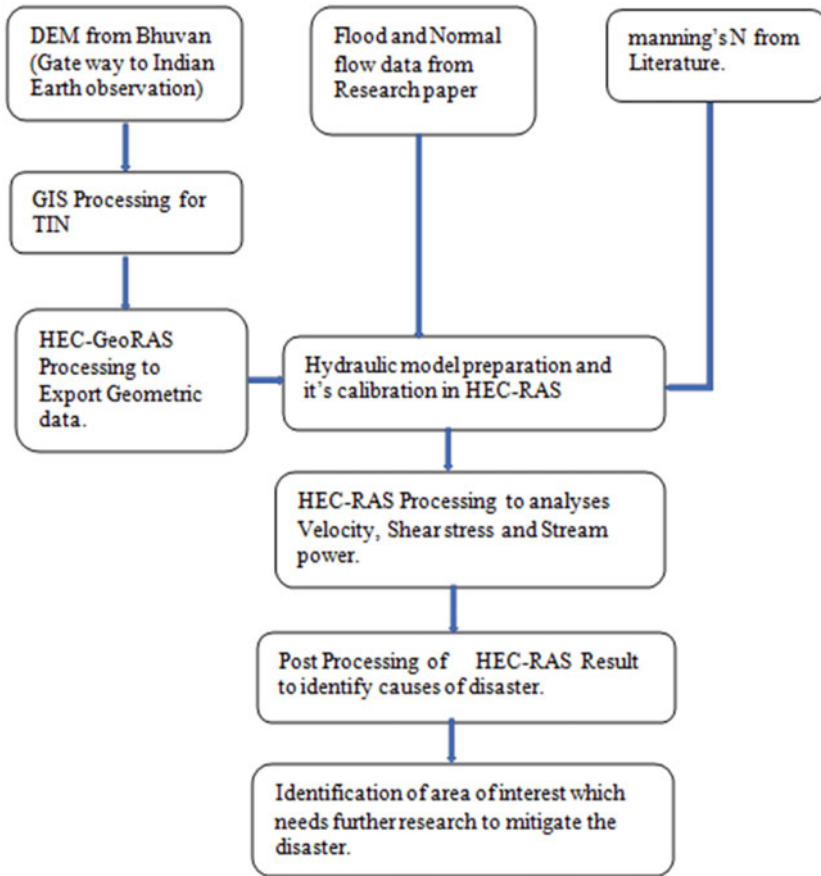 DEM from Bhuvan
(Gate way to Indian
Earth observation)
Flood and Normal
flow data from
Research paper
manning's N from
Literature.
GIS Processing for
TIN
HEC-GeoRAS
Processing to
Export Geometric
data.
Hydraulic model preparation and
it's calibration in HEC-RAS
HEC-RAS Processing to analyses
Velocity, Shear stress and Stream
power.
Post Processing of HEC-RAS Result
to identify causes of disaster.
Identification of area of interest which
needs further research to mitigate the
disaster.